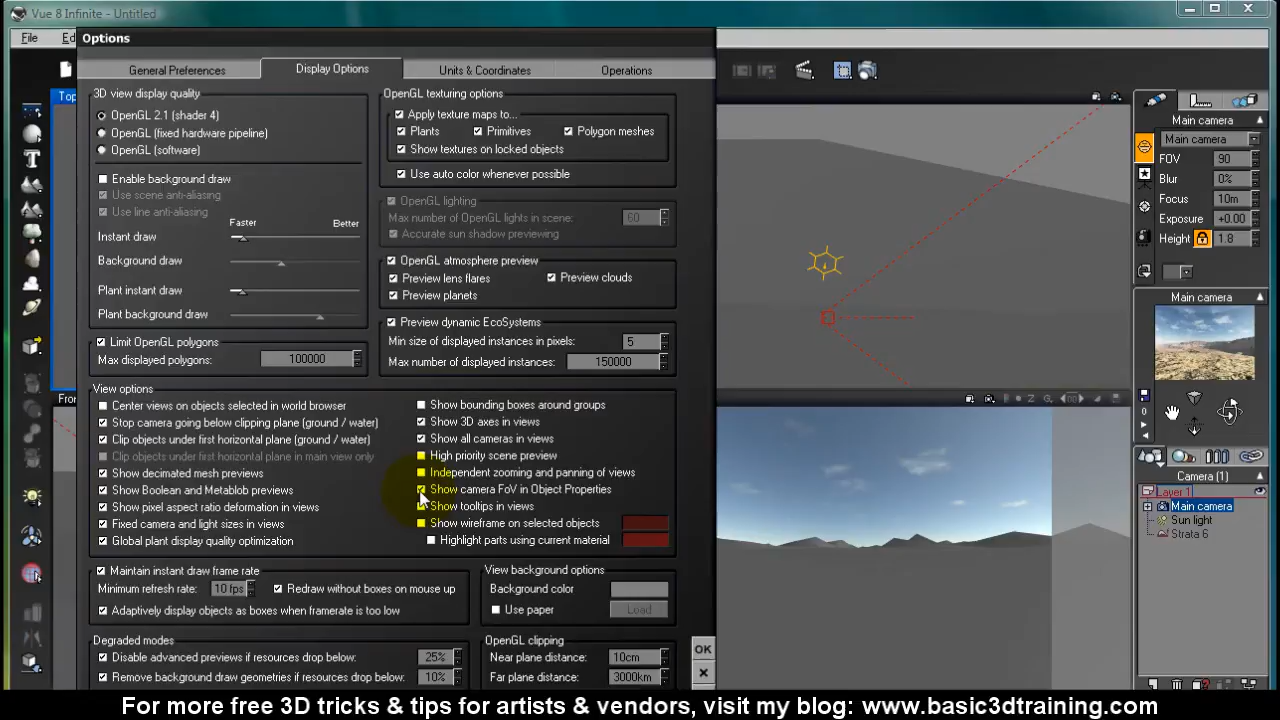 Vue 8 Infinite - Untitled
File
Ed
Options
General Preferences
Display Options
Units & Coordinates
Operations
Top
3D view display quality
OpenGL 2.1 (shader 4)
OpenGL (fixed hardware pipeline)
OpenGL (software)
Enable background draw
Use scene anti-aliasing
Use line anti-aliasing
Faster
Better
Instant draw
Background draw
Plant instant draw
Plant background draw
Limit OpenGL polygons
Max displayed polygons:
100000
OpenGL texturing options
Apply texture maps to...
Plants
Primitives
Polygon meshes
Show textures on locked objects
Use auto color whenever possible
OpenGL lighting
Max number of OpenGL lights in scene:
60
Accurate sun shadow previewing
OpenGL atmosphere preview
Preview lens flares
Preview clouds
Preview planets
Preview dynamic EcoSystems
Min size of displayed instances in pixels:
5
Max number of displayed instances:
150000
View options
Center views on objects selected in world browser
Stop camera going below clipping plane (ground / water)
Clip objects under first horizontal plane (ground / water)
Clip objects under first horizontal plane in main view only
Show decimated mesh previews
Show Boolean and Metablob previews
Show pixel aspect ratio deformation in views
Fixed camera and light sizes in views
Global plant display quality optimization
Show bounding boxes around groups
Show 3D axes in views
Show all cameras in views
High priority scene preview
Independent zooming and panning of views
Show camera FoV in Object Properties
Show tooltips in views
Show wireframe on selected objects
Highlight parts using current material
Fron
Maintain instant draw frame rate
Minimum refresh rate:
10 fps
Redraw without boxes on mouse up
Adaptively display objects as boxes when framerate is too low
View background options
Background color
Use paper
Load
Degraded modes
Disable advanced previews if resources drop below:
25%
Remove background draw geometries if resources drop below:
10%
OpenGL clipping
Near plane distance:
10cm
Far plane distance:
3000km
OK
Main camera
Main camera
FOV
90
Blur
0%
Focus
10m
Exposure
+0.00
Height
1.8
Main camera
Camera (1)
Layer 1
Main camera
Sun light
Strata 6
For more free 3D tricks & tips for artists & vendors, visit my blog: www.basic3dtraining.com